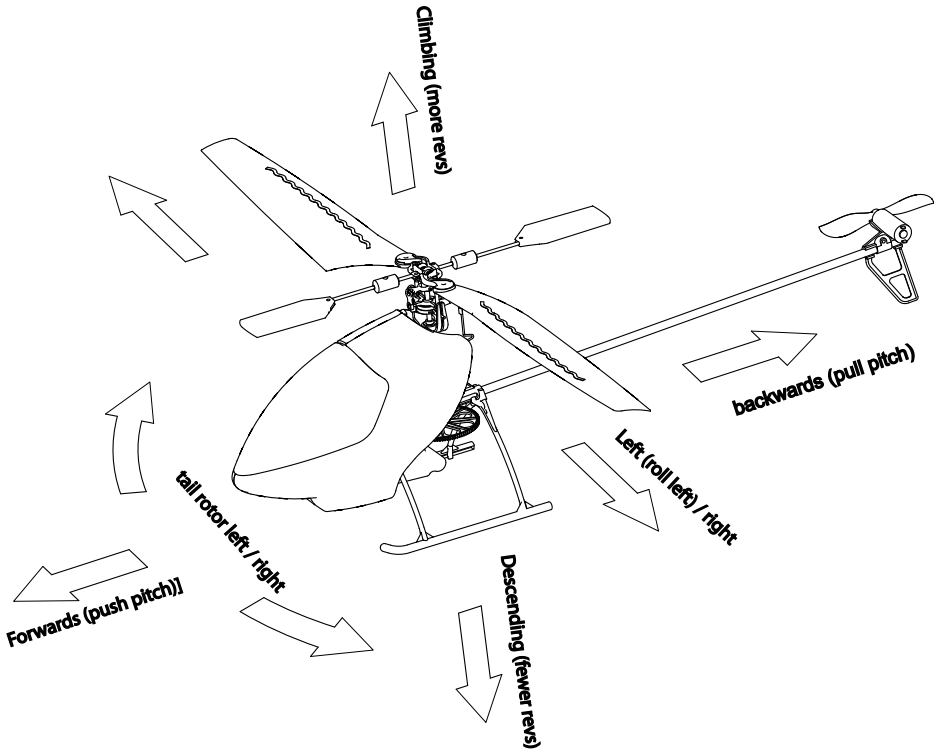 Climbing (more revs)
backwards (pull pitch)
Left (roll left) / right
tail rotor left / right
Forwards (push pitch)]
Descending (fewer revs)